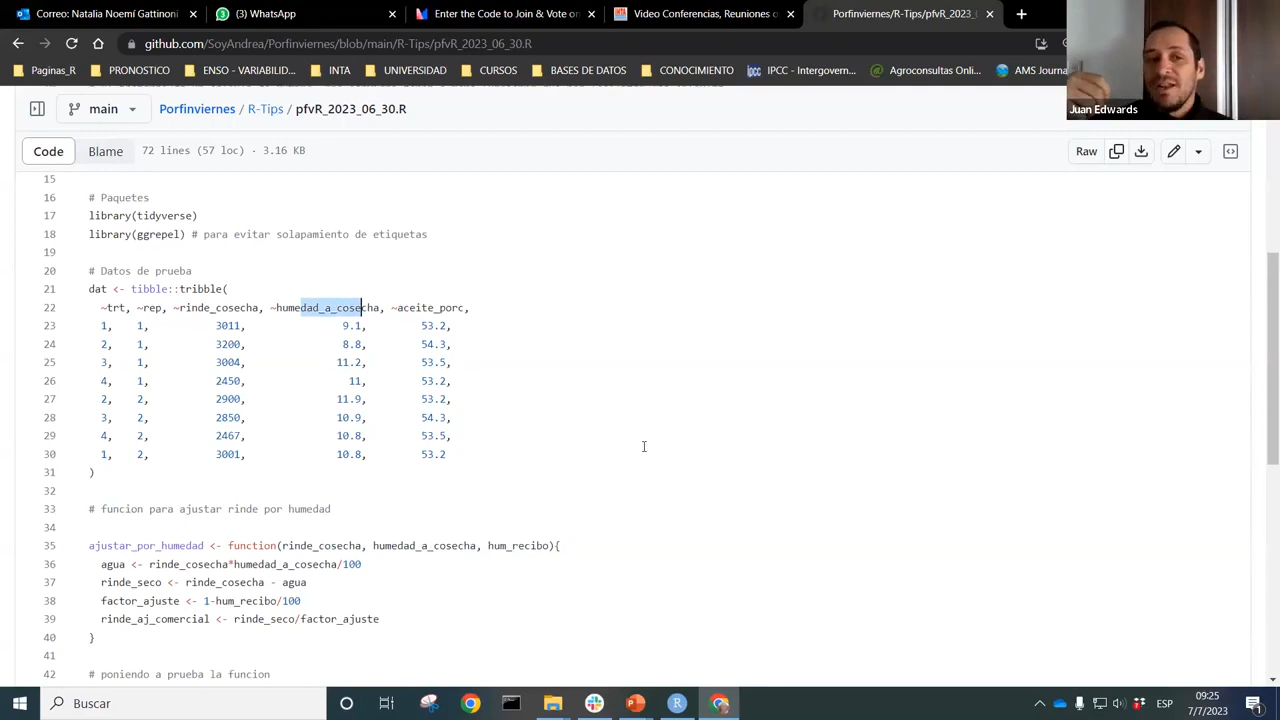 Correo: Natalia Noemí Gattinoni
(3) WhatsApp
Enter the Code to Join & Vote on
Video Conferencias, Reuniones o
Porfinviernes/R-Tips/pfvR_2023_0
github.com/SoyAndrea/Porfinviernes/blob/main/R-Tips/pfvR_2023_06_30.R
Paginas_R
PRONOSTICO
ENSO - VARIABILID...
INTA
UNIVERSIDAD
CURSOS
BASES DE DATOS
CONOCIMIENTO
IPCC - Intergovern...
Agroconsultas Onli...
AMS Journa
Juan Edwards
main
Porfinviernes / R-Tips / pfvR_2023_06_30.R
Code
Blame
72 lines (57 loc) · 3.16 KB
Raw
15
16 # Paquetes
17 library(tidyverse)
18 library(ggrepel) # para evitar solapamiento de etiquetas
19
20 # Datos de prueba
21 dat <- tibble::tribble(
22 ~trt, ~rep, ~rinde_cosecha, ~humedad_a_cosecha, ~aceite_porc,
23 1, 1, 3011, 9.1, 53.2,
24 2, 1, 3200, 8.8, 54.3,
25 3, 1, 3004, 11.2, 53.5,
26 4, 1, 2450, 11, 53.2,
27 2, 2, 2900, 11.9, 53.2,
28 3, 2, 2850, 10.9, 54.3,
29 4, 2, 2467, 10.8, 53.5,
30 1, 2, 3001, 10.8, 53.2
31 )
32
33 # funcion para ajustar rinde por humedad
34
35 ajustar_por_humedad <- function(rinde_cosecha, humedad_a_cosecha, hum_recibo){
36 agua <- rinde_cosecha*humedad_a_cosecha/100
37 rinde_seco <- rinde_cosecha - agua
38 factor_ajuste <- 1-hum_recibo/100
39 rinde_aj_comercial <- rinde_seco/factor_ajuste
40 }
41
42 # poniendo a prueba la funcion
Buscar
ESP
09:25
7/7/2023
1